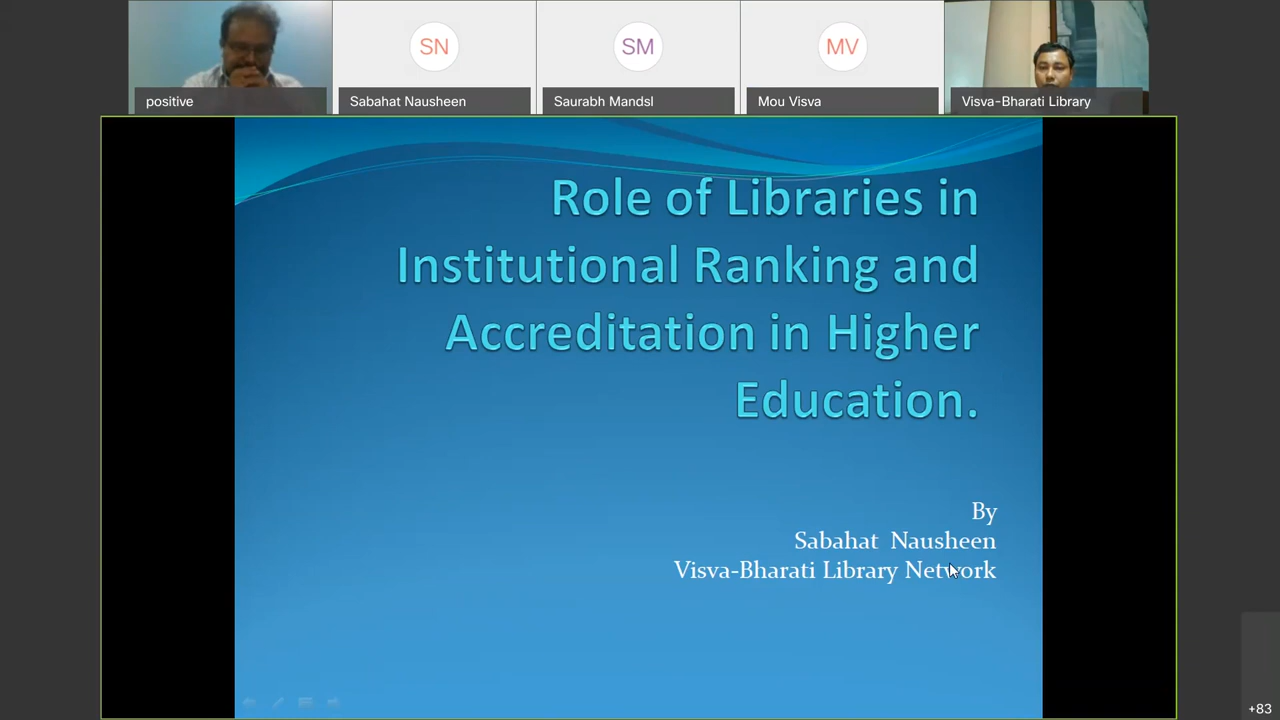 SN
SM
MV
positive
Sabahat Nausheen
Saurabh Mandsl
Mou Visva
Visva-Bharati Library
Role of Libraries in
Institutional Ranking and
Accreditation in Higher
Education.
By
Sabahat Nausheen
Visva-Bharati Library Network
+83